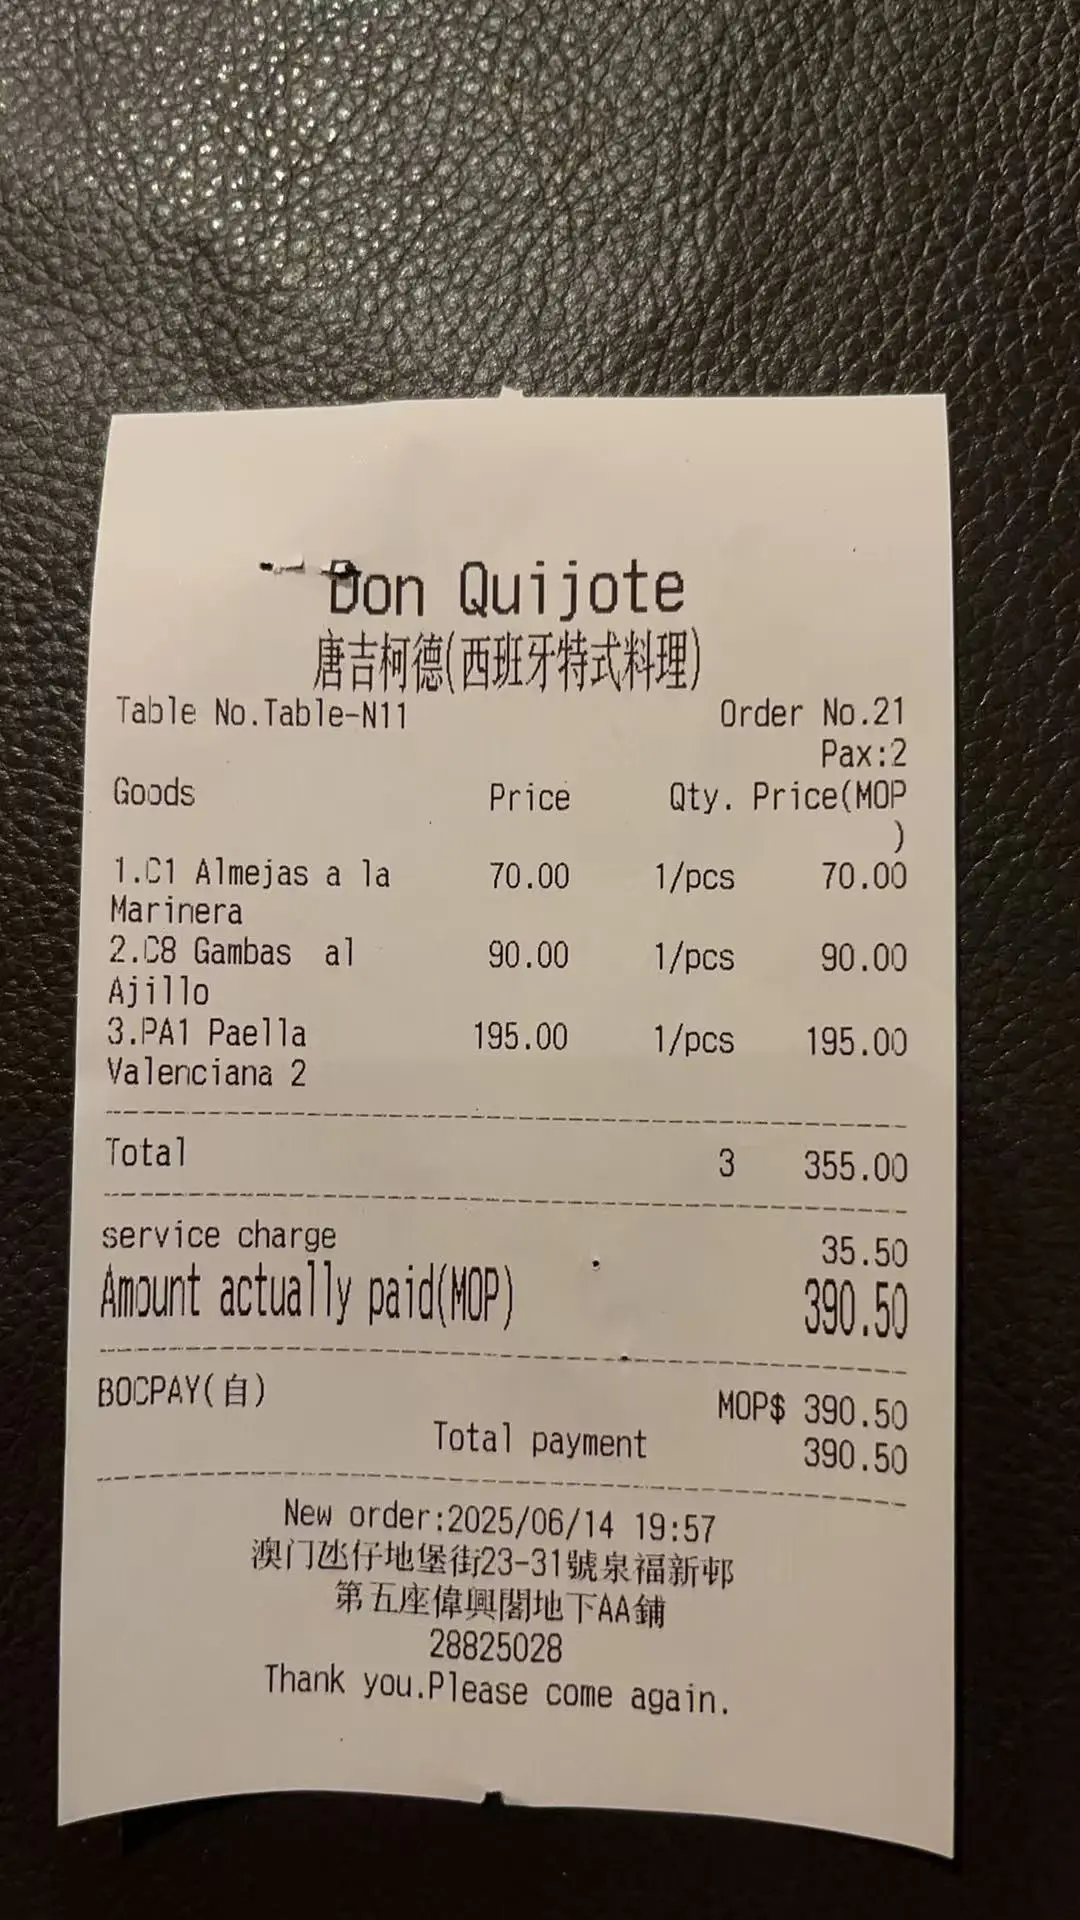 Don Quijote
唐吉柯德(西班牙特式料理)
Table No.Table-N11 Order No.21
Pax:2
Goods Price Qty. Price(MOP
)
1.C1 Almejas a la 70.00 1/pcs 70.00
Marinera
2.C8 Gambas al 90.00 1/pcs 90.00
Ajillo
3.PA1 Paella 195.00 1/pcs 195.00
Valenciana 2
Total 3 355.00
service charge 35.50
Amount actually paid(MOP) 390.50
BOCPAY(自) MOP$ 390.50
Total payment 390.50
New order:2025/06/14 19:57
澳门氹仔地堡街23-31號泉福新邨
第五座偉興閣地下AA鋪
28825028
Thank you.Please come again.